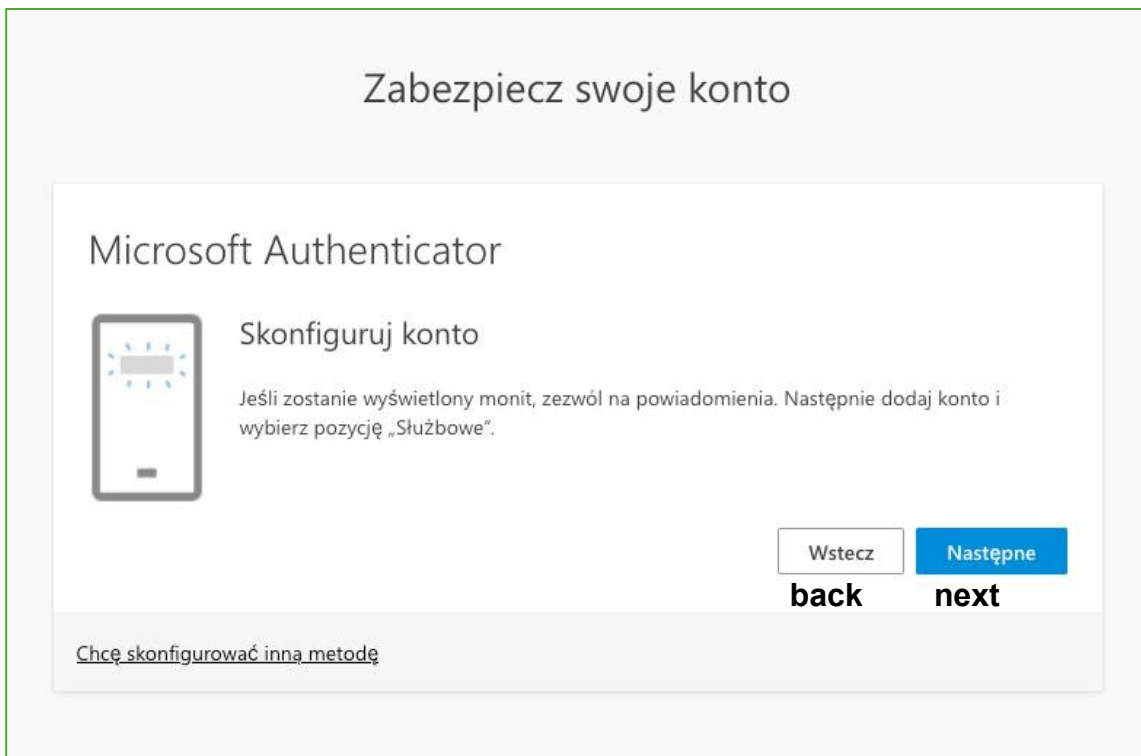 Zabezpiecz swoje konto
Microsoft Authenticator
Skonfiguruj konto
Jeśli zostanie wyświetlony monit, zezwól na powiadomienia. Następnie dodaj konto i
wybierz pozycję „Służbowe”.
Wstecz Następne
back next
Chcę skonfigurować inną metodę